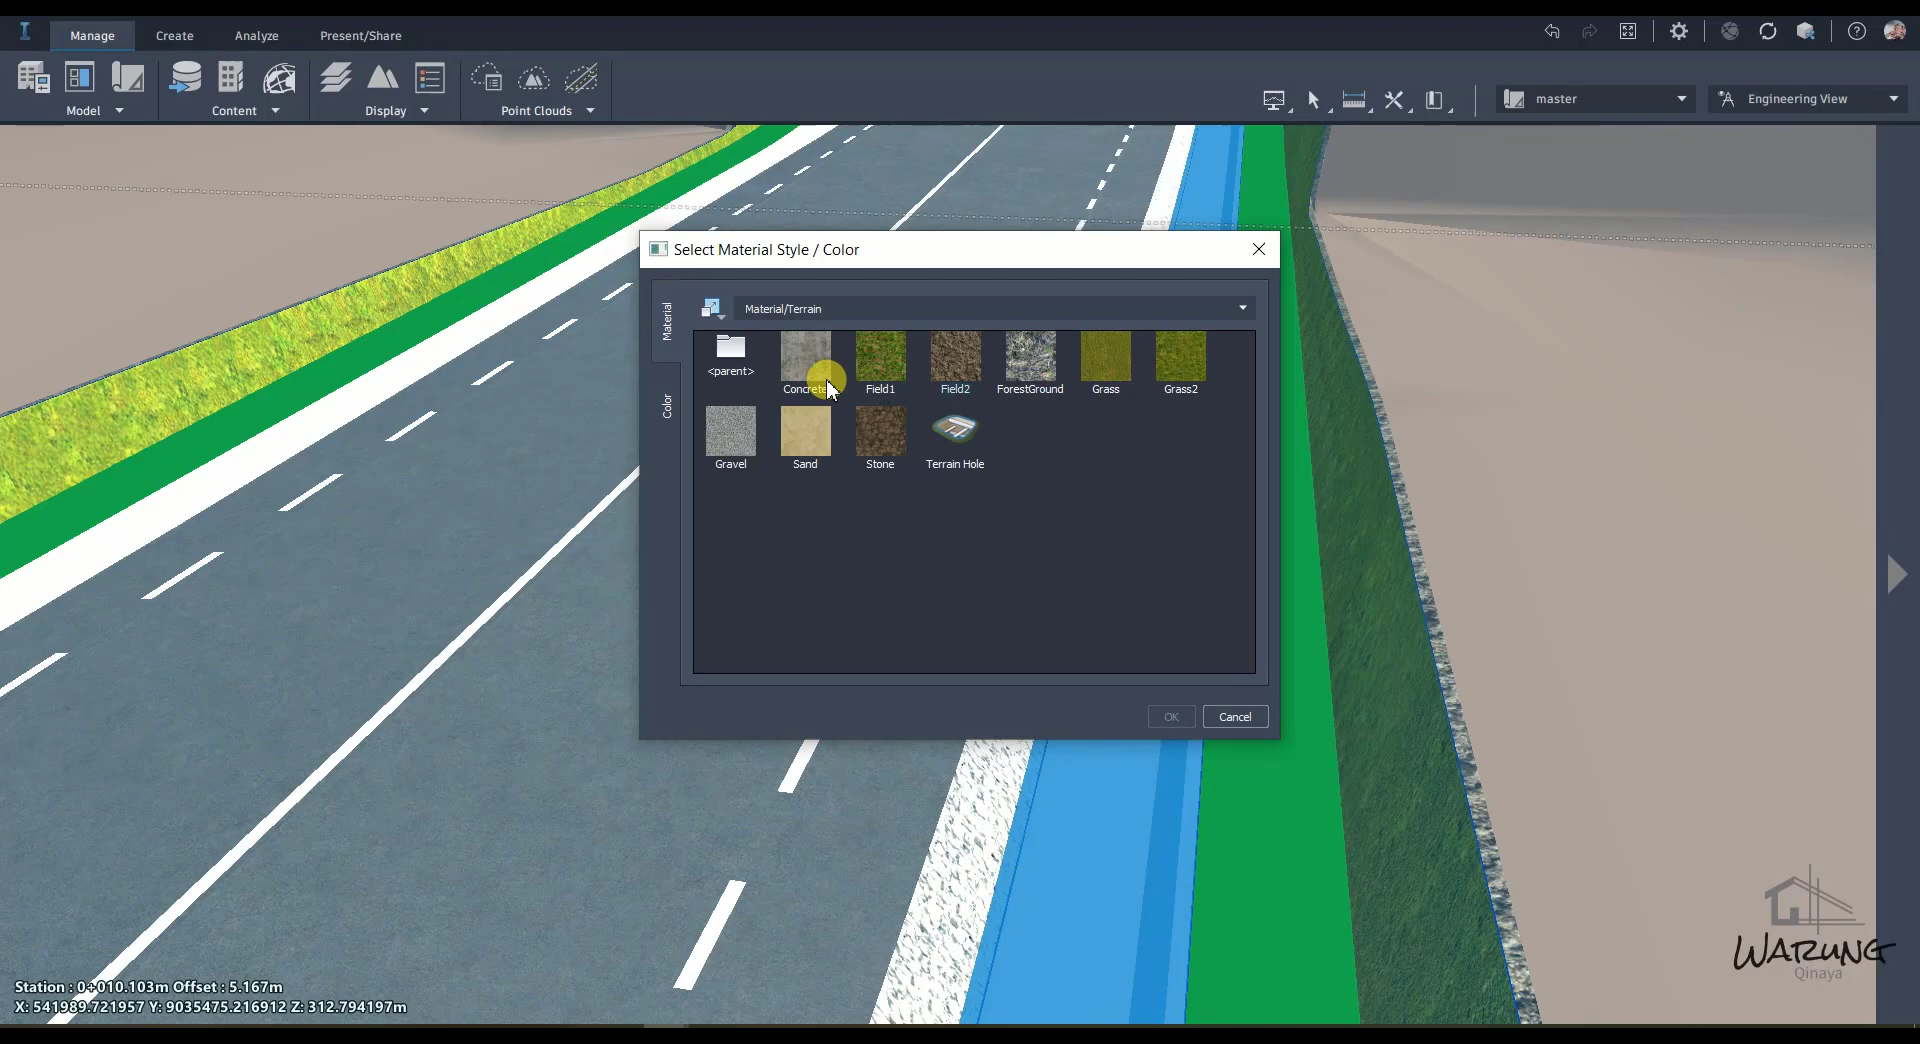 Manage Create Analyze Present/Share
Model Content Display Point Clouds
master
Engineering View
Select Material Style / Color
Material
Color
Material/Terrain
<parent> Concrete Field1 Field2 ForestGround Grass Grass2
Gravel Sand Stone Terrain Hole
OK Cancel
Station : 0+010.103m Offset : 5.167m
X: 541989.721957 Y: 9035475.216912 Z: 312.794197m
WARUNG
Qinaya